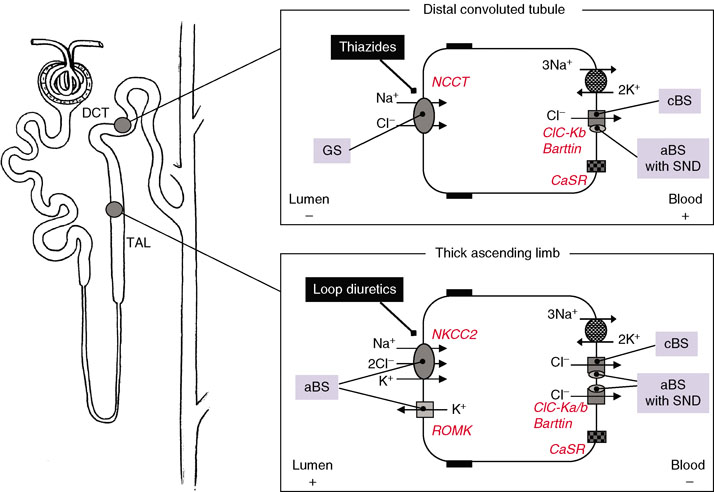 DCT
TAL
Distal convoluted tubule
Thiazides
NCCT
Na⁺
Cl⁻
GS
Lumen
–
3Na⁺
2K⁺
Cl⁻
ClC-Kb
Barttin
CaSR
cBS
aBS
with SND
Blood
+
Thick ascending limb
Loop diuretics
NKCC2
Na⁺
2Cl⁻
K⁺
aBS
K⁺
ROMK
Lumen
+
3Na⁺
2K⁺
Cl⁻
Cl⁻
ClC-Ka/b
Barttin
CaSR
cBS
aBS
with SND
Blood
–